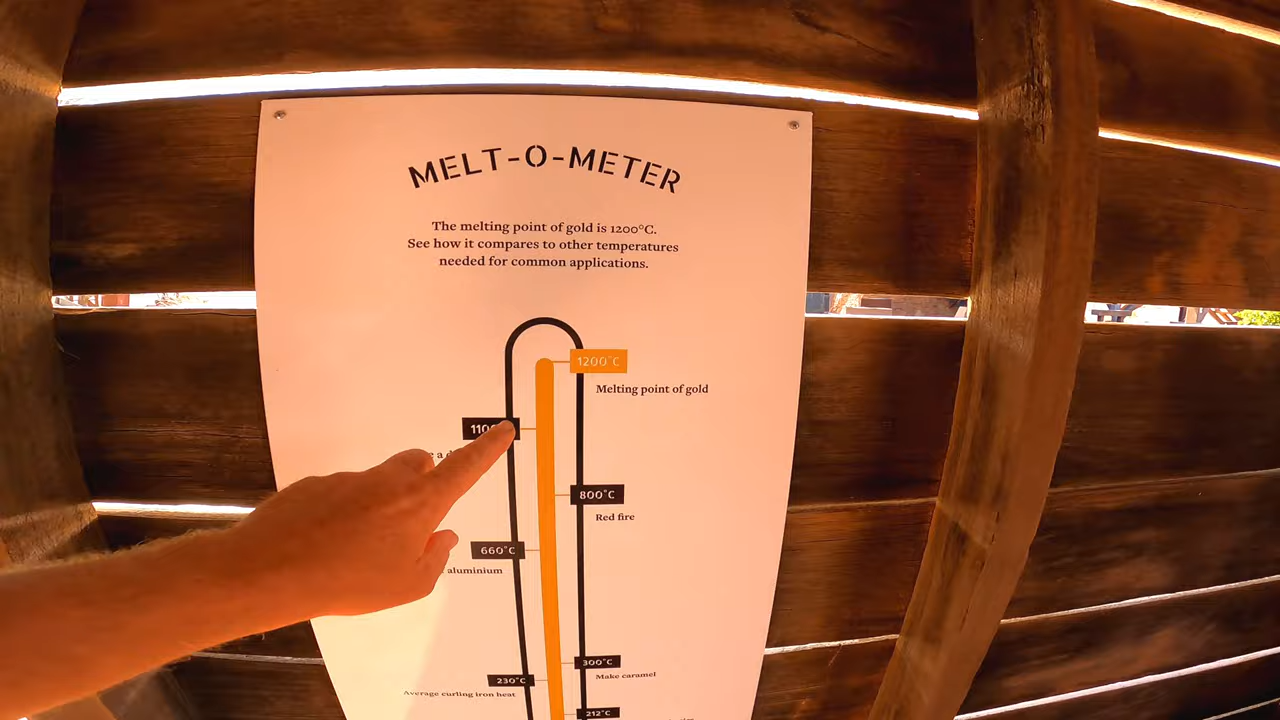 MELT-O-METER
The melting point of gold is 1200°C.
See how it compares to other temperatures
needed for common applications.
1200°C
Melting point of gold
800°C
Red fire
660°C
aluminium
300°C
Make caramel
230°C
Average curling iron heat
212°C